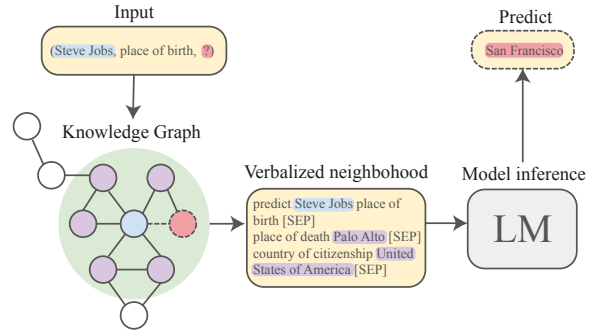 Input
(Steve Jobs, place of birth, ?)
Predict
San Francisco
Knowledge Graph
Verbalized neighbohood
predict Steve Jobs place of
birth [SEP]
place of death Palo Alto [SEP]
country of citizenship United
States of America [SEP]
Model inference
LM